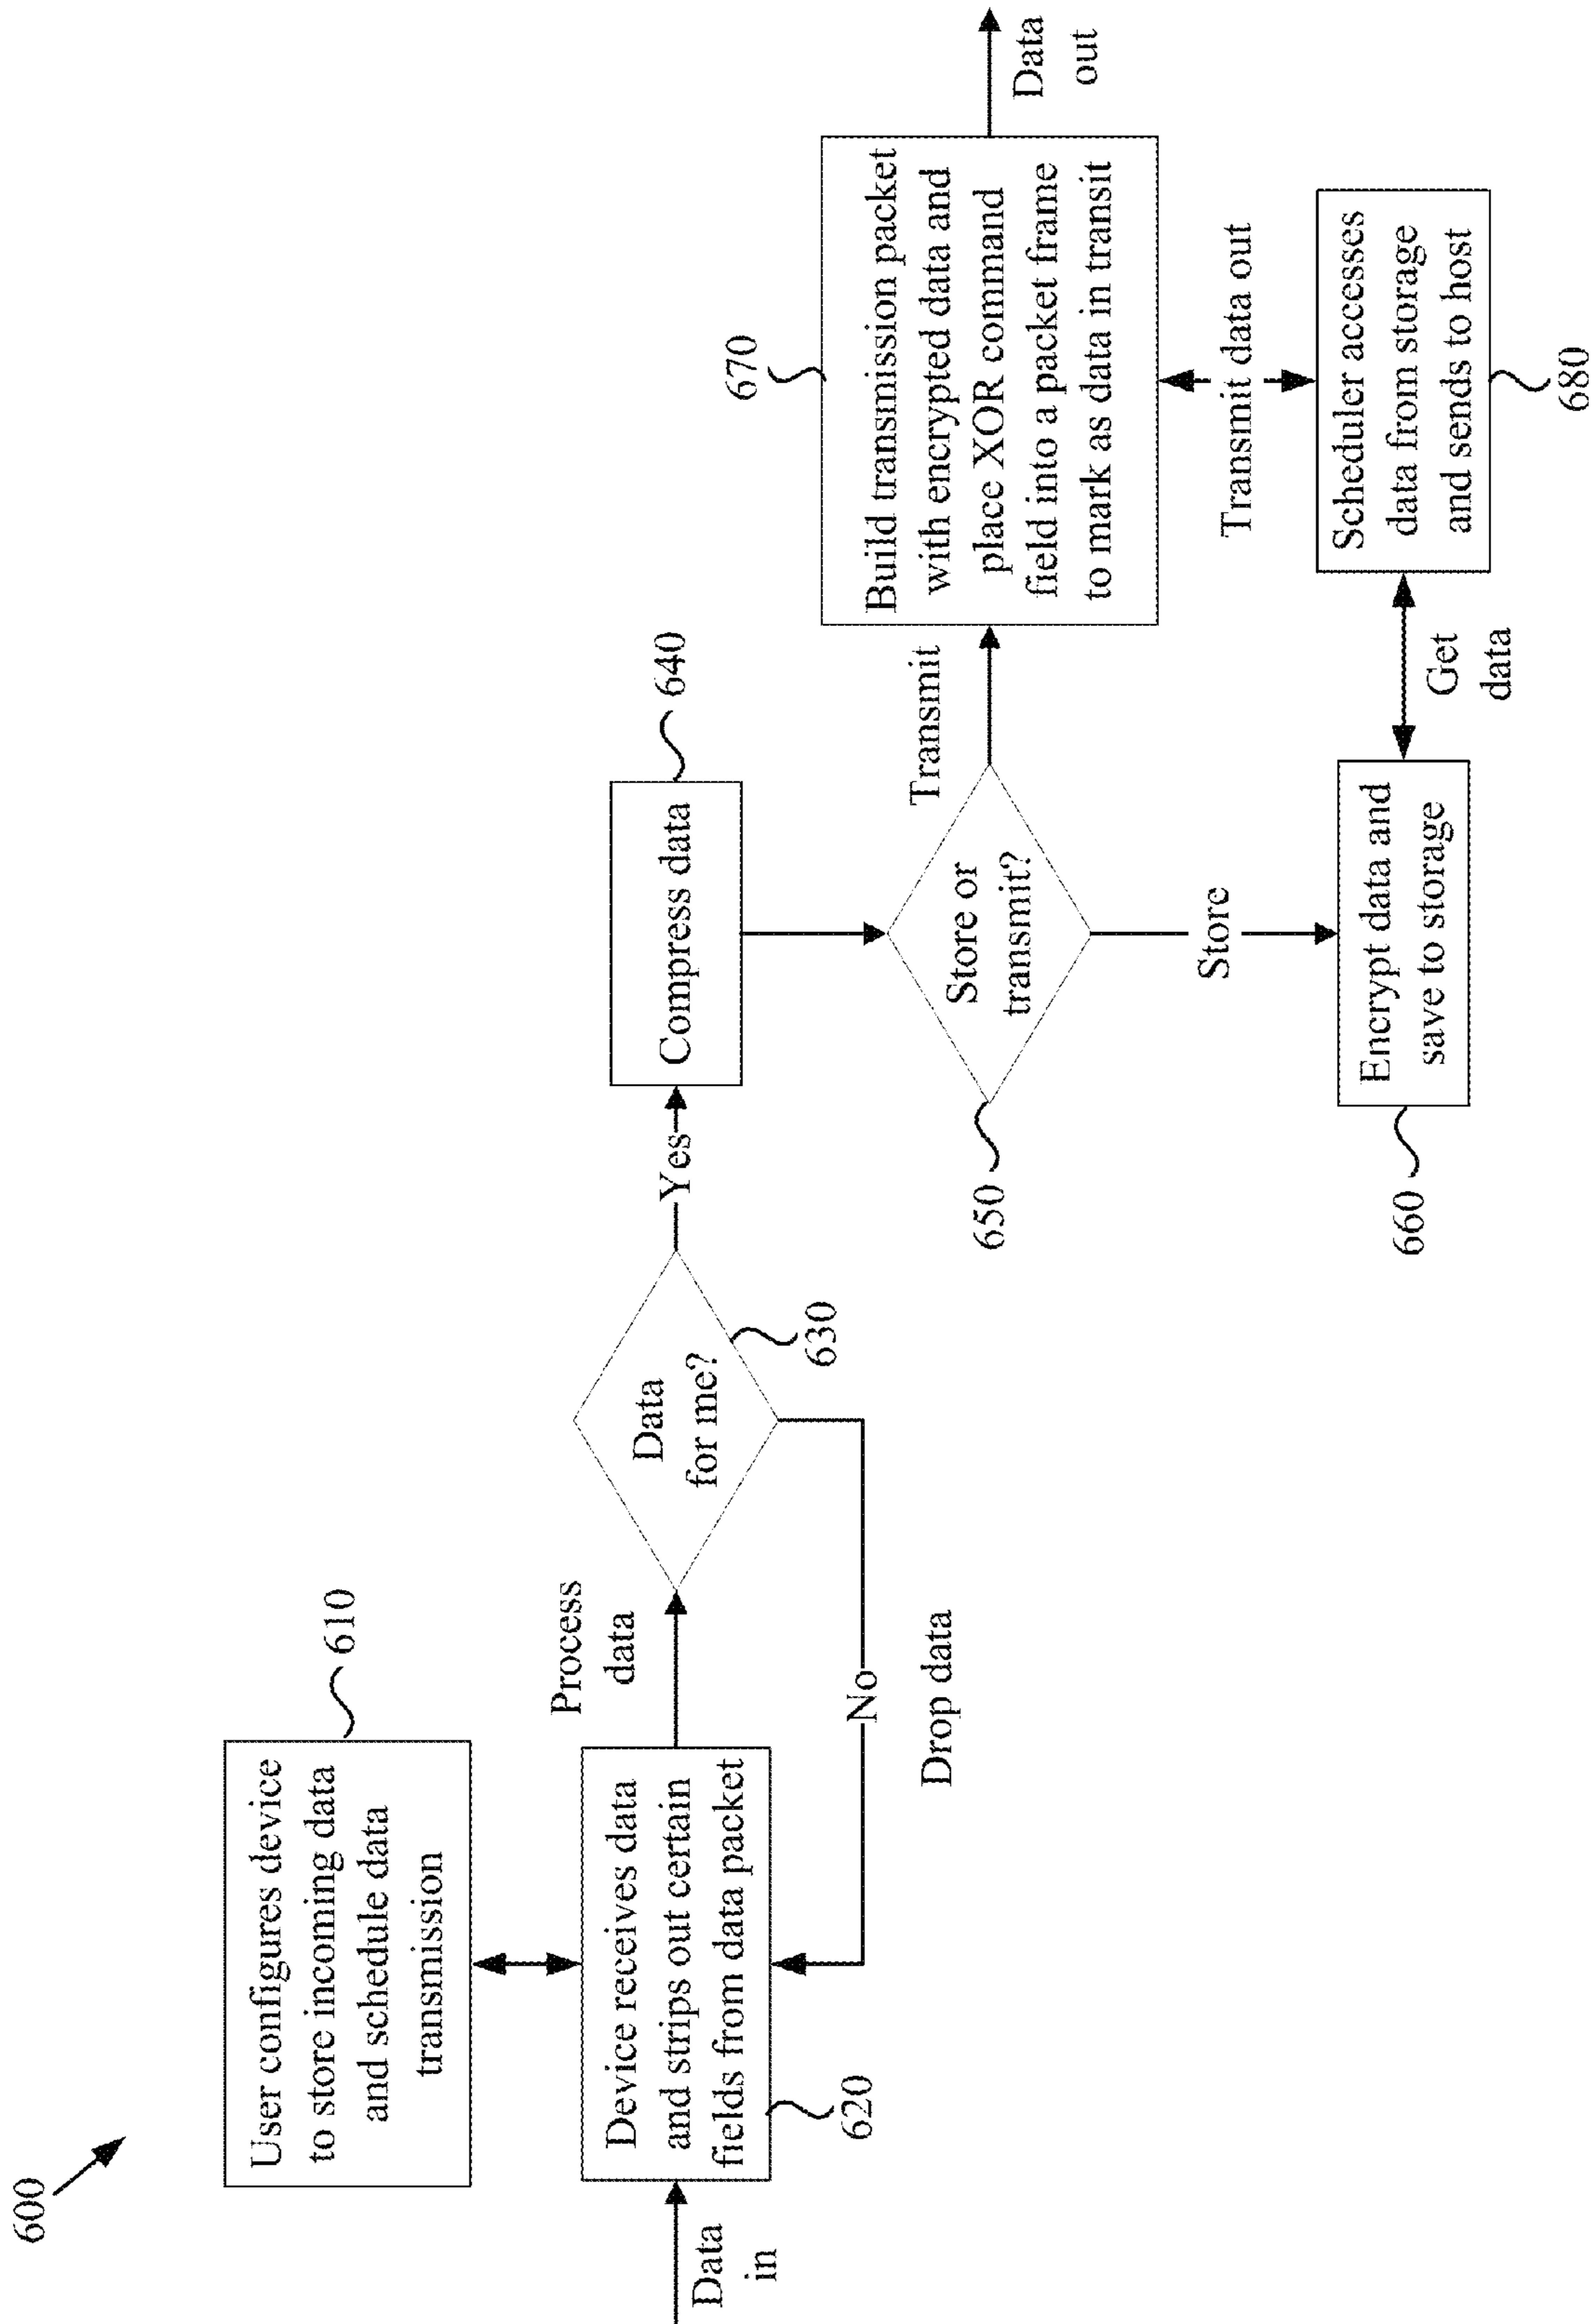 600
User configures device
to store incoming data
and schedule data
transmission
610
Data
in
Device receives data
and strips out certain
fields from data packet
620
Process
data
Data
for me?
630
No
Drop data
Yes
Compress data
640
Store or
transmit?
650
Transmit
Store
Encrypt data and
save to storage
660
Build transmission packet
with encrypted data and
place XOR command
field into a packet frame
to mark as data in transit
670
Data
out
Transmit data out
Get
data
Scheduler accesses
data from storage
and sends to host
680